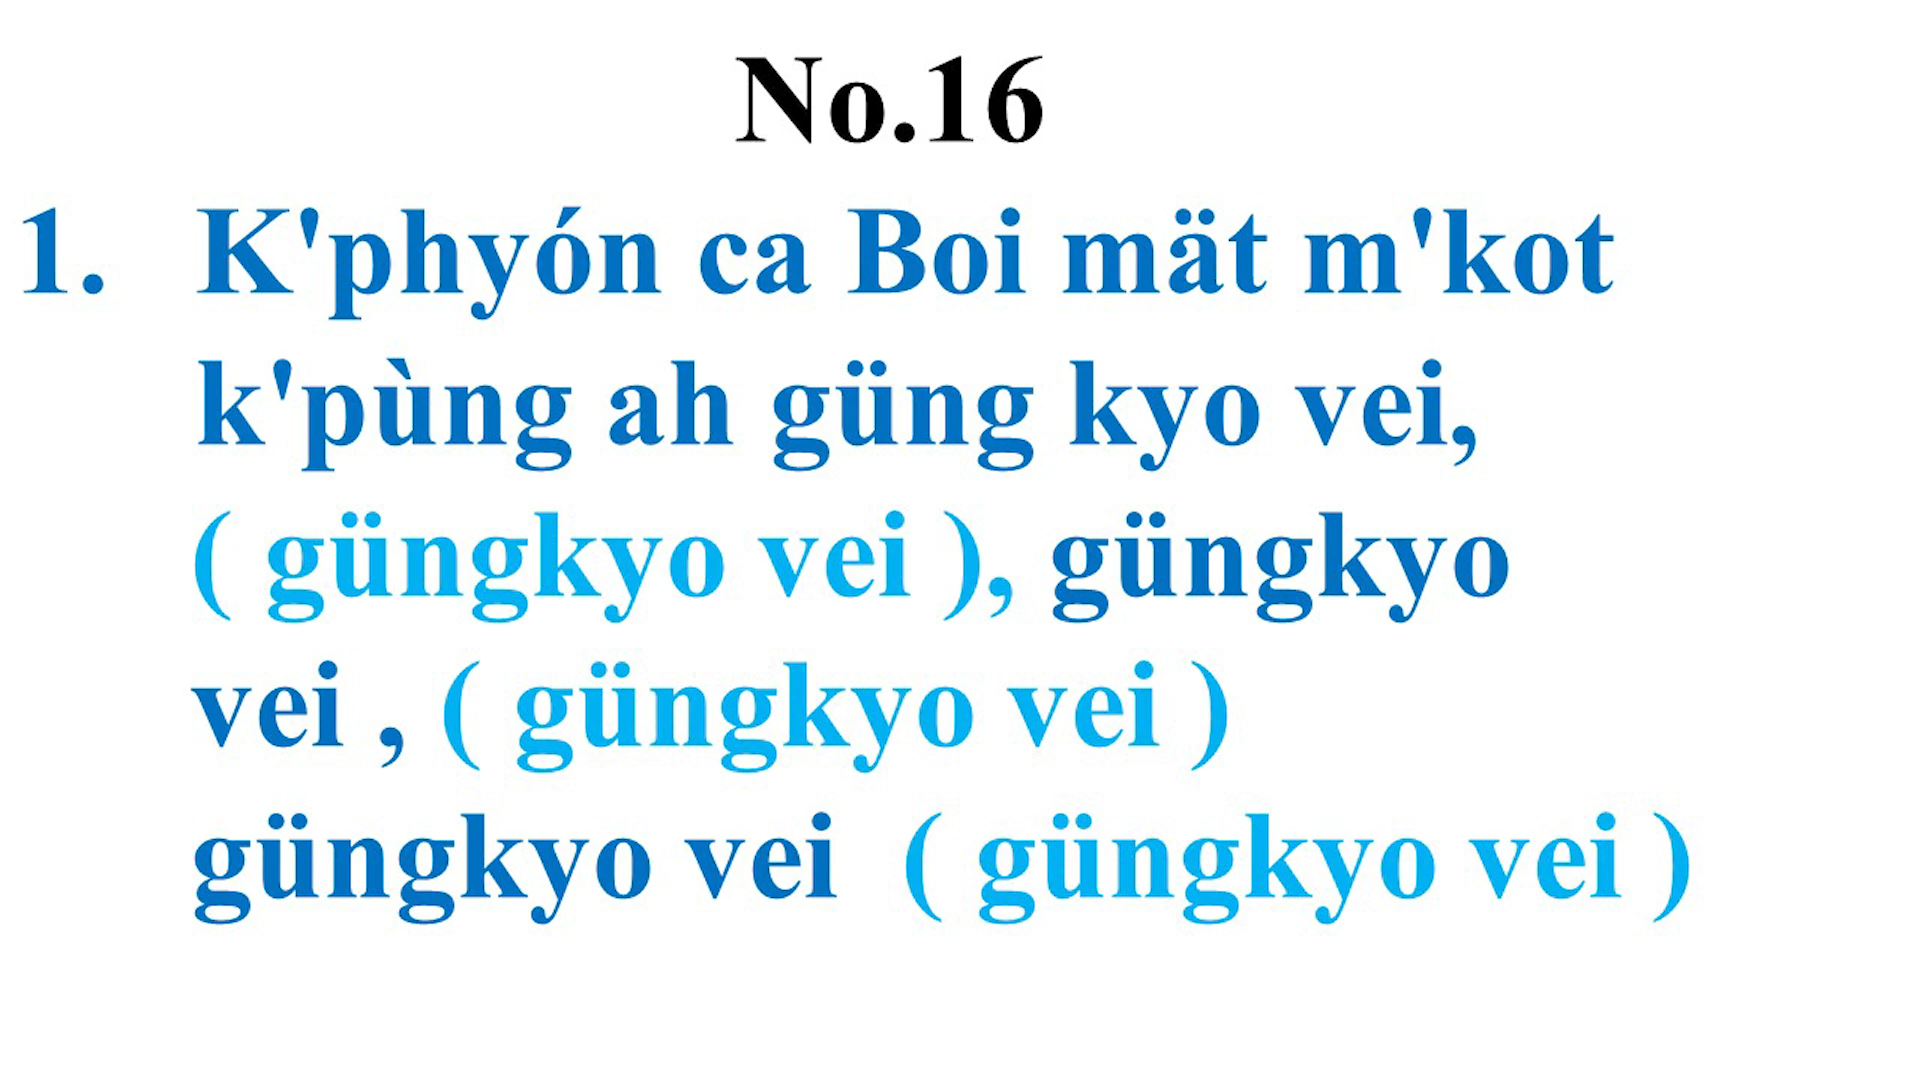 No.16
1. K'phyón ca Boi mät m'kot
k'pùng ah güng kyo vei,
( güngkyo vei ), güngkyo
vei , ( güngkyo vei )
güngkyo vei ( güngkyo vei )